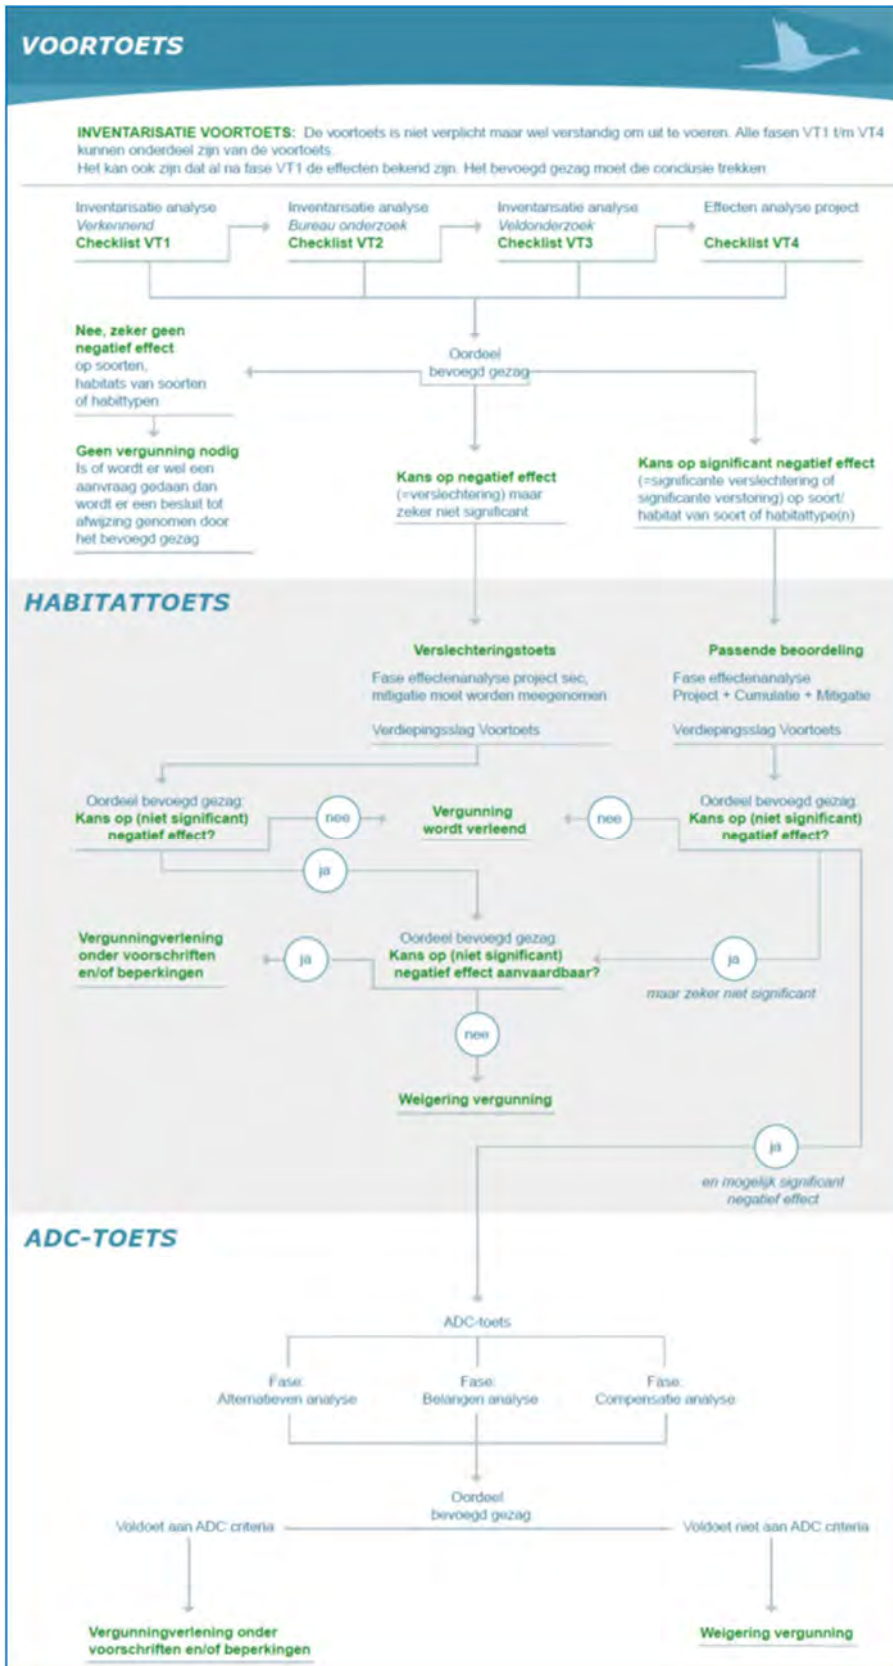 VOORTOETS
INVENTARISATIE VOORTOETS: De voortoets is niet verplicht maar wel verstandig om uit te voeren. Alle fasen VT1 t/m VT4
kunnen onderdeel zijn van de voortoets.
Het kan ook zijn dat al na fase VT1 de effecten bekend zijn. Het bevoegd gezag moet die conclusie trekken
Inventarisatie analyse
Verkennend
Checklist VT1
Inventarisatie analyse
Bureau onderzoek
Checklist VT2
Inventarisatie analyse
Veldonderzoek
Checklist VT3
Effecten analyse project
Checklist VT4
Nee, zeker geen
negatief effect
op soorten,
habitats van soorten
of habittypen
Oordeel
bevoegd gezag
Geen vergunning nodig
Is of wordt er wel een
aanvraag gedaan dan
wordt er een besluit tot
afwijzing genomen door
het bevoegd gezag
Kans op negatief effect
(=verslechtering) maar
zeker niet significant
Kans op significant negatief effect
(=significante verslechtering of
significante verstoring) op soort/
habitat van soort of habitattype(n)
HABITATTOETS
Verslechteringstoets
Fase effectenanalyse project sec,
mitigatie moet worden meegenomen
Verdiepingsslag Voortoets
Passende beoordeling
Fase effectenanalyse
Project + Cumulatie + Mitigatie
Verdiepingsslag Voortoets
Oordeel bevoegd gezag:
Kans op (niet significant)
negatief effect?
nee
Vergunning
wordt verleend
nee
Oordeel bevoegd gezag:
Kans op (niet significant)
negatief effect?
ja
Vergunningverlening
onder voorschriften
en/of beperkingen
ja
Oordeel bevoegd gezag:
Kans op (niet significant)
negatief effect aanvaardbaar?
ja
maar zeker niet significant
nee
Weigering vergunning
ja
en mogelijk significant
negatief effect
ADC-TOETS
ADC-toets
Fase:
Alternatieven analyse
Fase:
Belangen analyse
Fase:
Compensatie analyse
Oordeel
bevoegd gezag
Voldoet aan ADC criteria
Voldoet niet aan ADC criteria
Vergunningverlening onder
voorschriften en/of beperkingen
Weigering vergunning